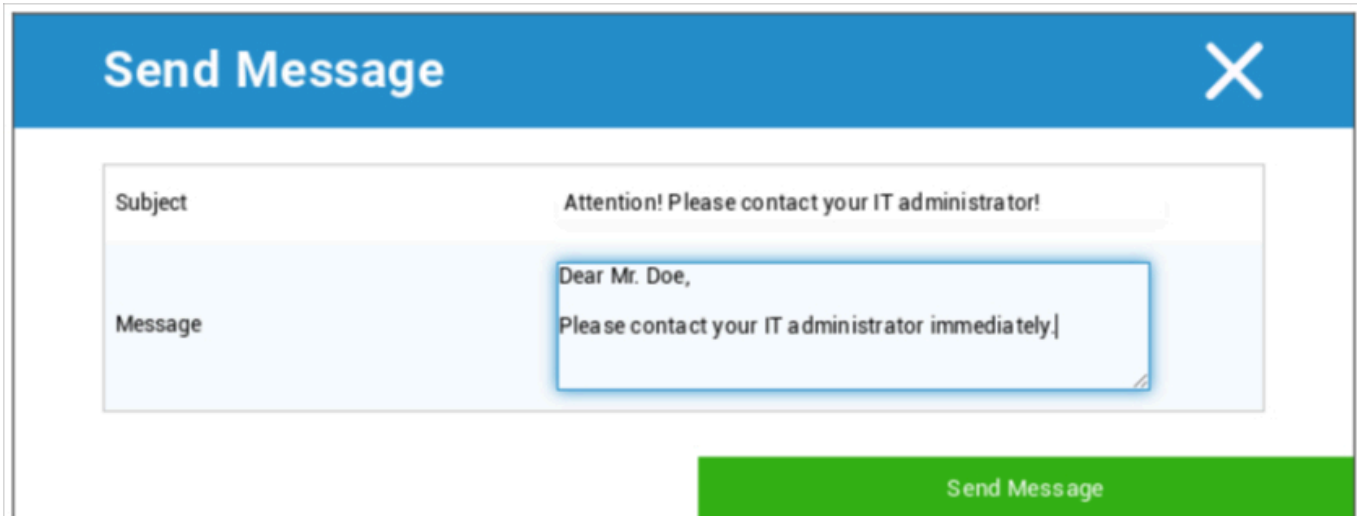 Send Message
Subject
Attention! Please contact your IT administrator!
Message
Dear Mr. Doe,
Please contact your IT administrator immediately.
Send Message